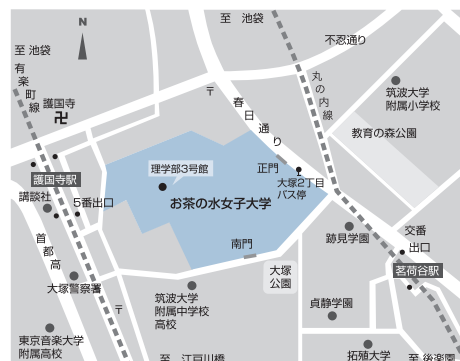 N
至 池袋
不忍通り
至 池袋
有楽町線
護国寺
卍
〒
春日通り
丸の内線
筑波大学
附属小学校
教育の森公園
護国寺駅
講談社
5番出口
理学部3号館
お茶の水女子大学
正門
大塚2丁目
バス停
首都高
南門
跡見学園
交番
出口
茗荷谷駅
大塚
公園
大塚警察署
〒
筑波大学
附属中学校
高校
貞静学園
東京音楽大学
附属高校
至 江戸川橋
拓殖大学
至 後楽園